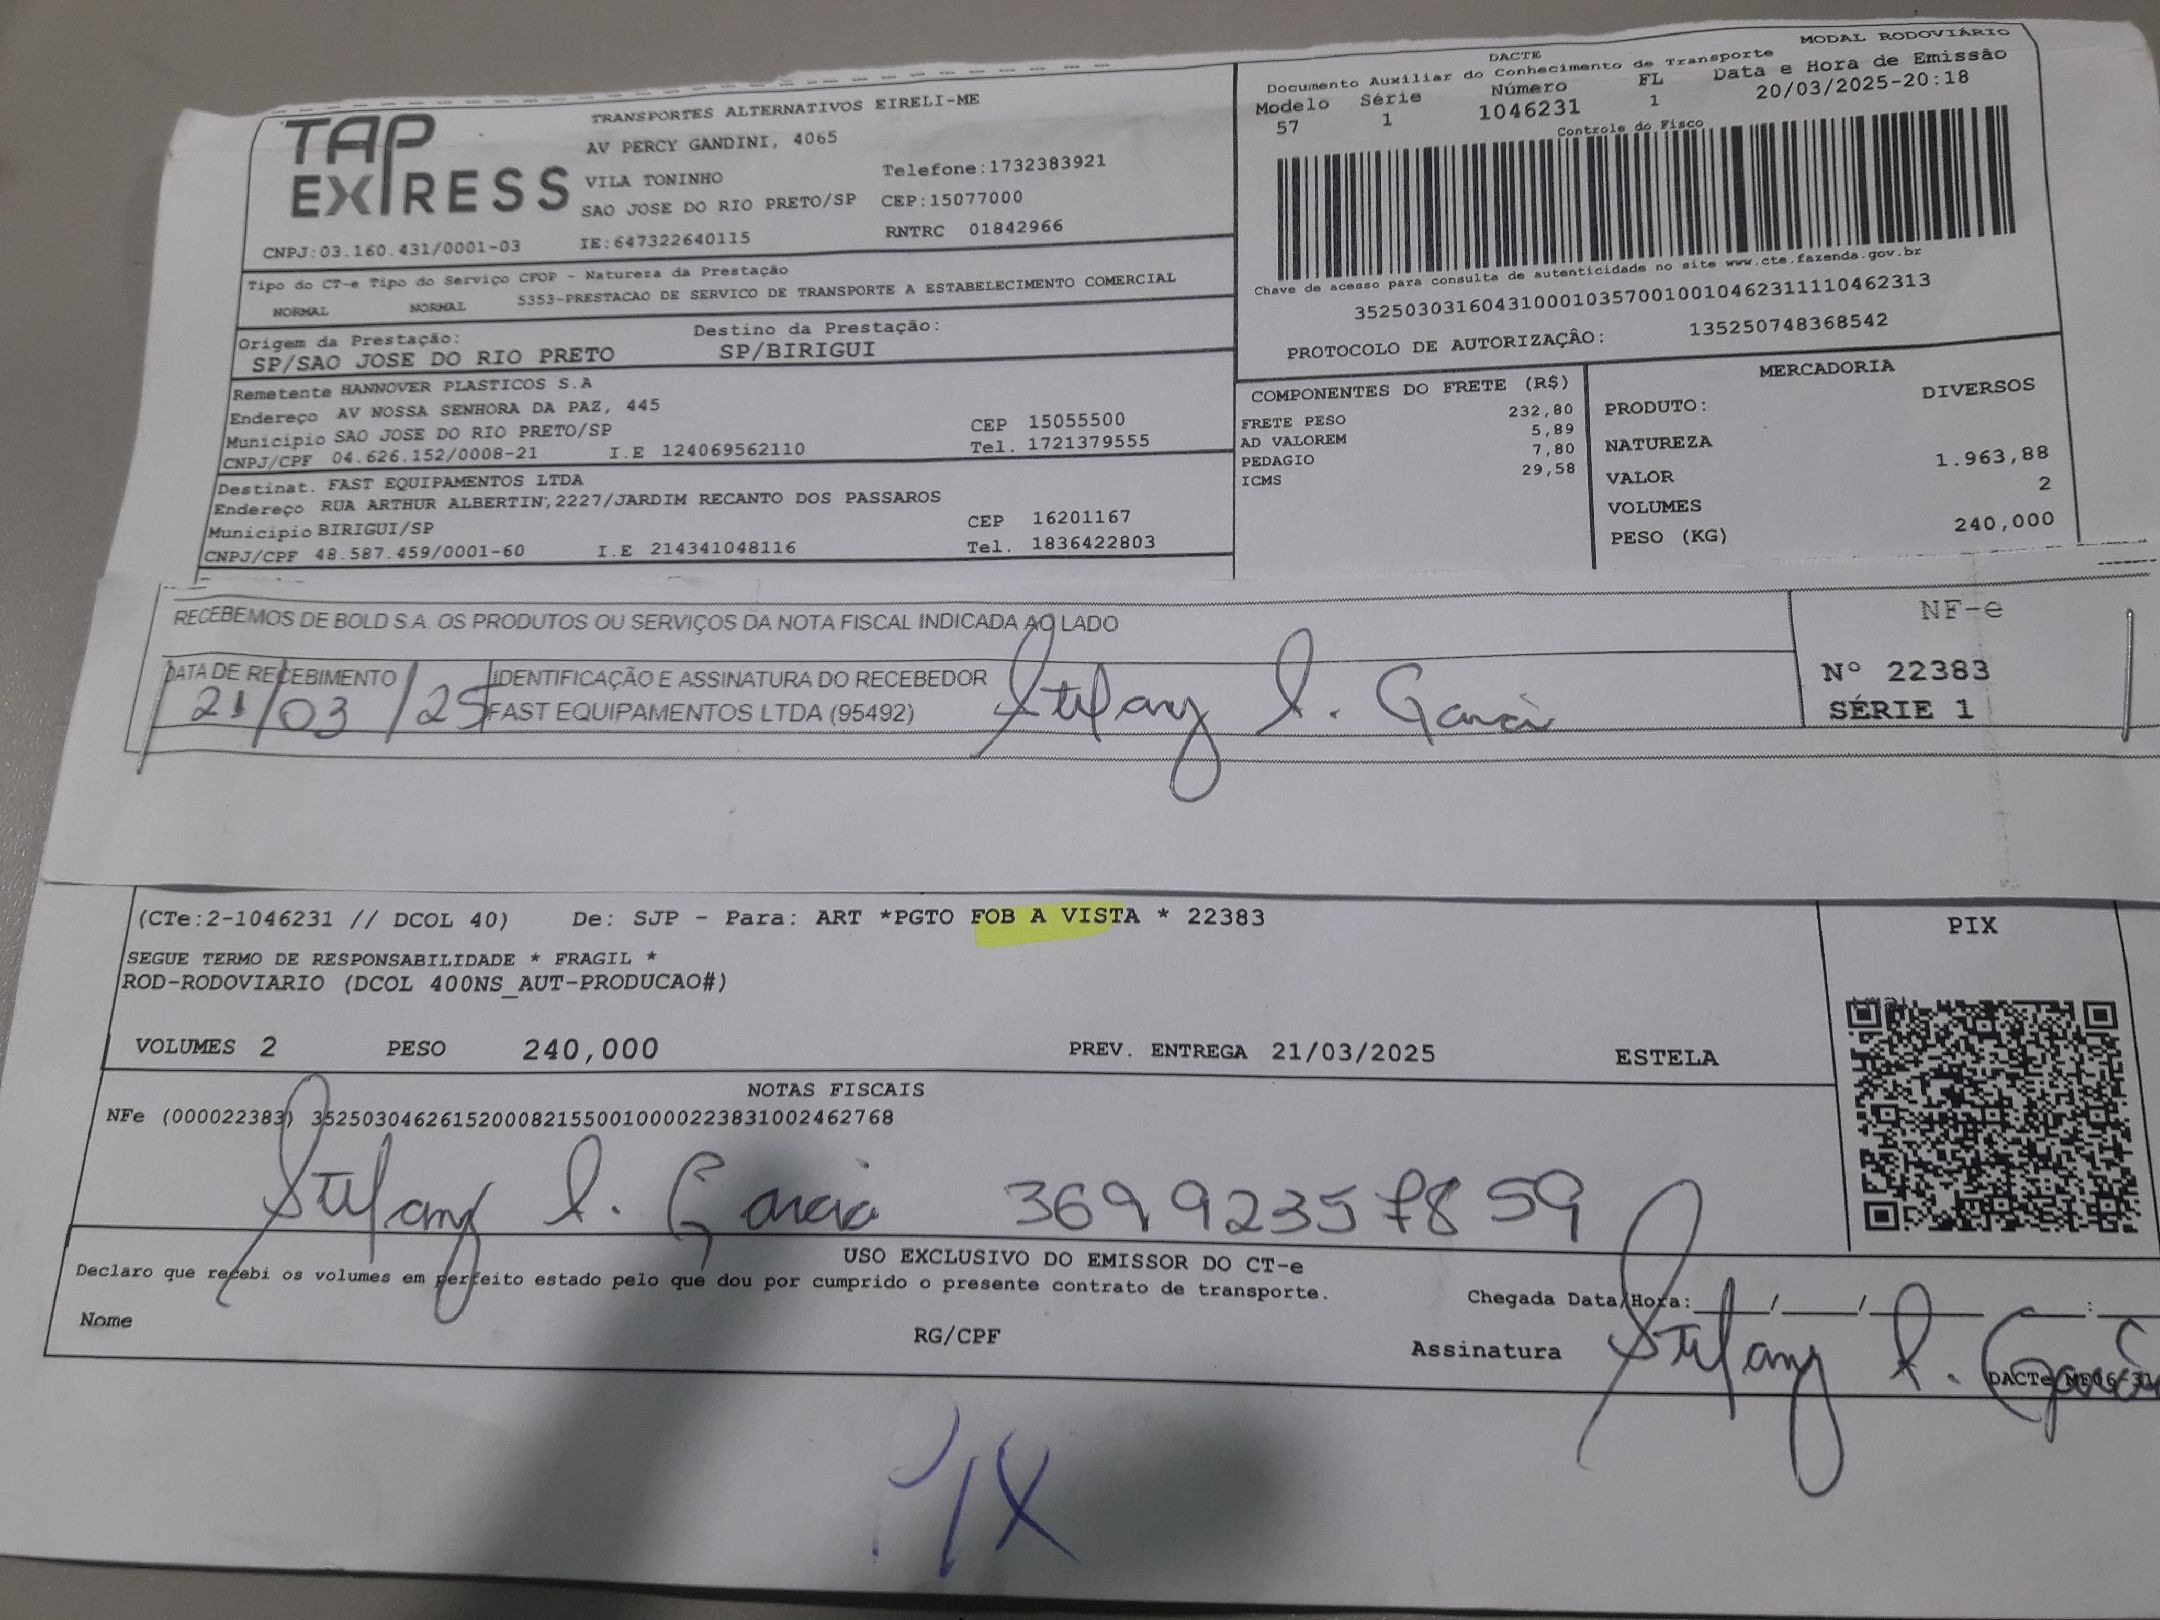 TAP EXPRESS
TRANSPORTES ALTERNATIVOS EIRELI-ME
AV PERCY GANDINI, 4065
VILA TONINHO Telefone:1732383921
SAO JOSE DO RIO PRETO/SP CEP:15077000
CNPJ:03.160.431/0001-03 IE:647322640115 RNTRC 01842966
MODAL RODOVIÁRIO
DACTE
Documento Auxiliar do Conhecimento de Transporte
Modelo Série Número FL Data e Hora de Emissão
57 1 1046231 1 20/03/2025-20:18
Controle do Fisco
Chave de acesso para consulta de autenticidade no site www.cte.fazenda.gov.br
35250303160431000103570010010462311110462313
PROTOCOLO DE AUTORIZAÇÂO: 135250748368542
Tipo do CT-e Tipo do Serviço CFOP - Natureza da Prestação
NORMAL NORMAL 5353-PRESTACAO DE SERVICO DE TRANSPORTE A ESTABELECIMENTO COMERCIAL
Origem da Prestação: Destino da Prestação:
SP/SAO JOSE DO RIO PRETO SP/BIRIGUI
Remetente HANNOVER PLASTICOS S.A
Endereço AV NOSSA SENHORA DA PAZ, 445
Municipio SAO JOSE DO RIO PRETO/SP CEP 15055500
CNPJ/CPF 04.626.152/0008-21 I.E 124069562110 Tel. 1721379555
Destinat. FAST EQUIPAMENTOS LTDA
Endereço RUA ARTHUR ALBERTIN,2227/JARDIM RECANTO DOS PASSAROS
Municipio BIRIGUI/SP CEP 16201167
CNPJ/CPF 48.587.459/0001-60 I.E 214341048116 Tel. 1836422803
COMPONENTES DO FRETE (R$)
FRETE PESO 232,80
AD VALOREM 5,89
PEDAGIO 7,80
ICMS 29,58
MERCADORIA
PRODUTO: DIVERSOS
NATUREZA
VALOR 1.963,88
VOLUMES 2
PESO (KG) 240,000
RECEBEMOS DE BOLD S.A. OS PRODUTOS OU SERVIÇOS DA NOTA FISCAL INDICADA AO LADO
NF-e
DATA DE RECEBIMENTO IDENTIFICAÇÃO E ASSINATURA DO RECEBEDOR
Nº 22383
21/03/25 FAST EQUIPAMENTOS LTDA (95492) Stefany S. Garcia
SÉRIE 1
(CTe:2-1046231 // DCOL 40) De: SJP - Para: ART *PGTO FOB A VISTA * 22383
PIX
SEGUE TERMO DE RESPONSABILIDADE * FRAGIL *
ROD-RODOVIARIO (DCOL 400NS_AUT-PRODUCAO#)
VOLUMES 2 PESO 240,000 PREV. ENTREGA 21/03/2025 ESTELA
NOTAS FISCAIS
NFe (000022383) 35250304626152000821550010000223831002462768
Stefany S. Garcia 36992357859
USO EXCLUSIVO DO EMISSOR DO CT-e
Declaro que recebi os volumes em perfeito estado pelo que dou por cumprido o presente contrato de transporte.
Chegada Data/Hora:____/____/____ ____:
Nome RG/CPF Assinatura Stefany S. Garcia